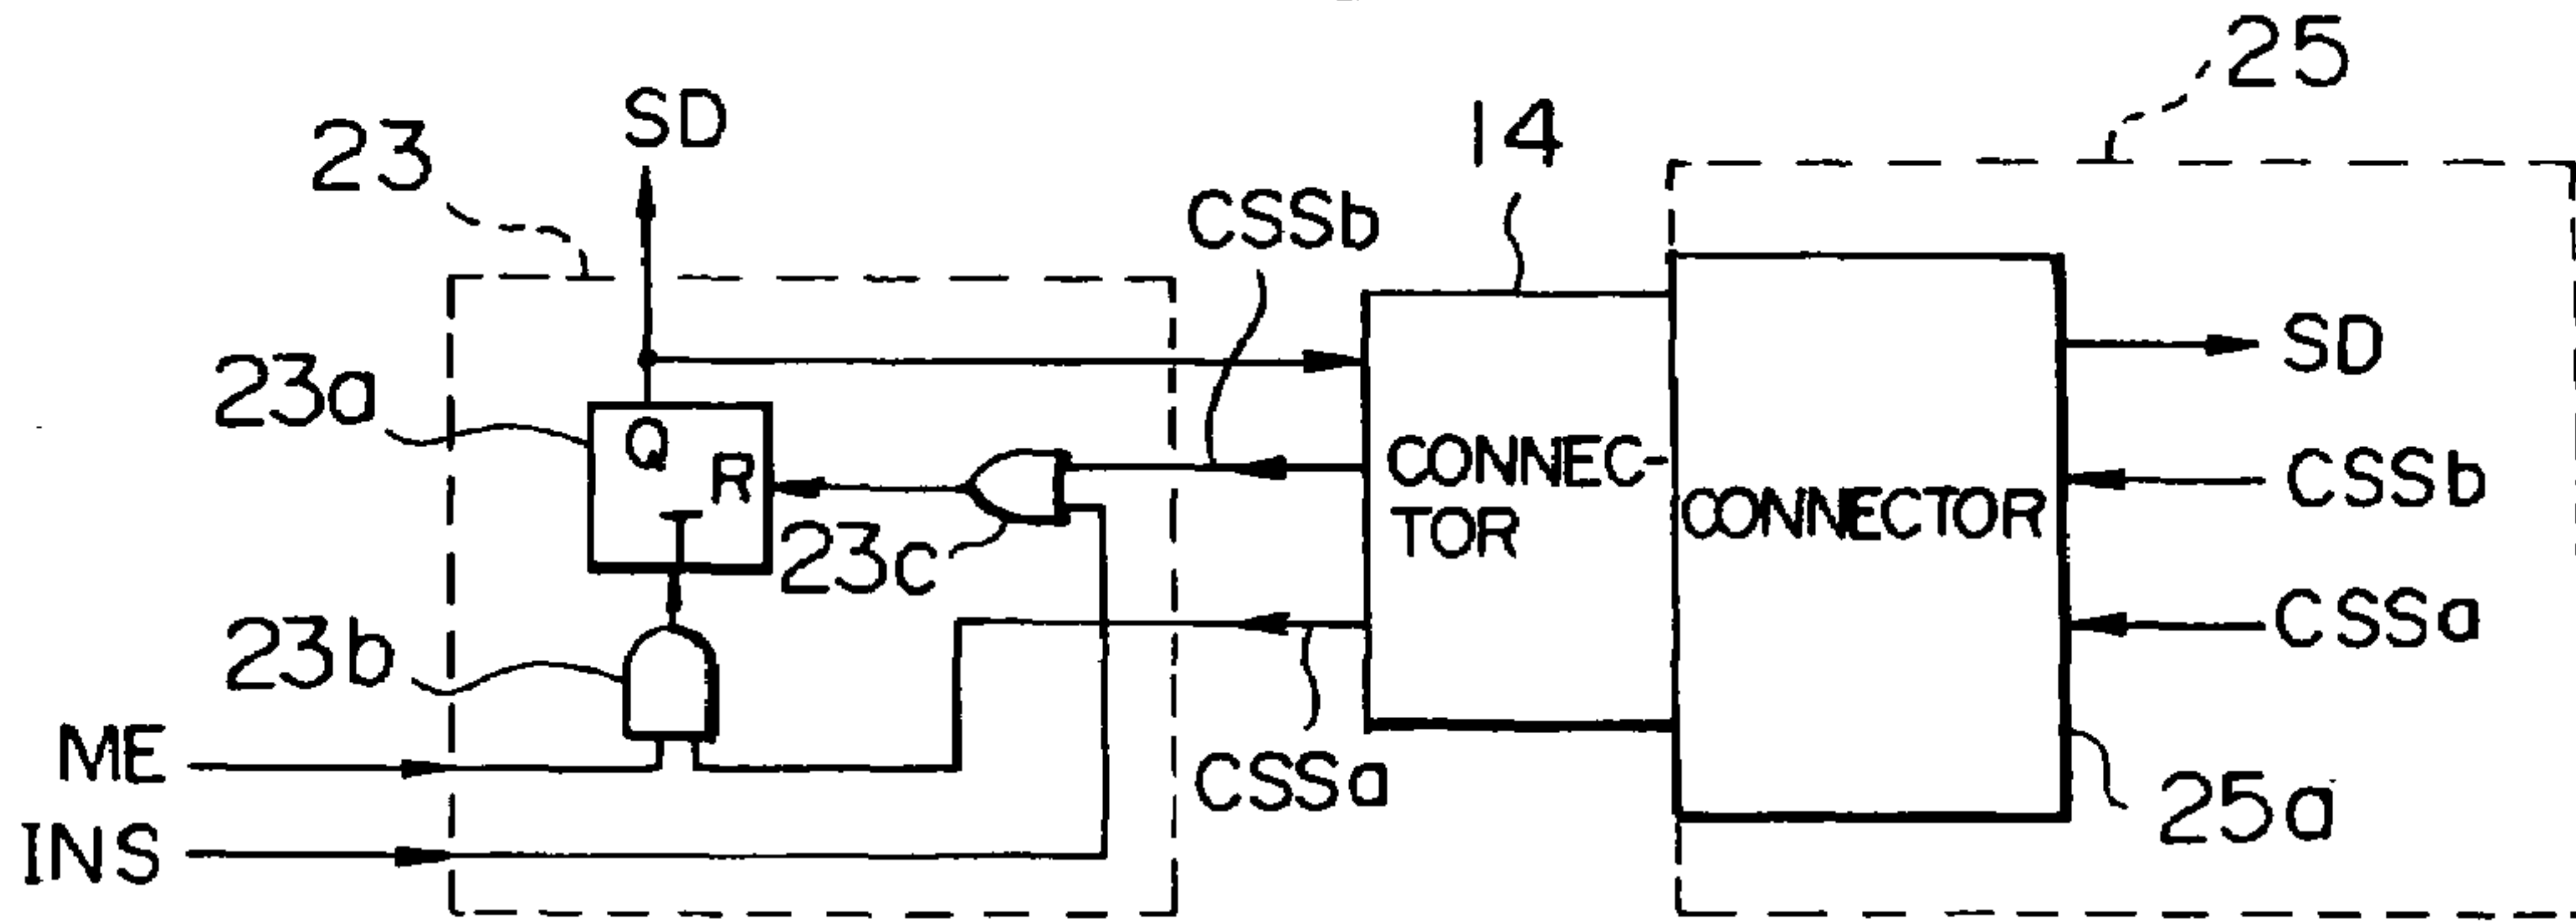 25
SD
23
14
CSSb
SD
23a
Q
R
CONNEC-
TOR
CONNECTOR
CSSb
T
23c
CSSa
23b
ME
CSSa
25a
INS